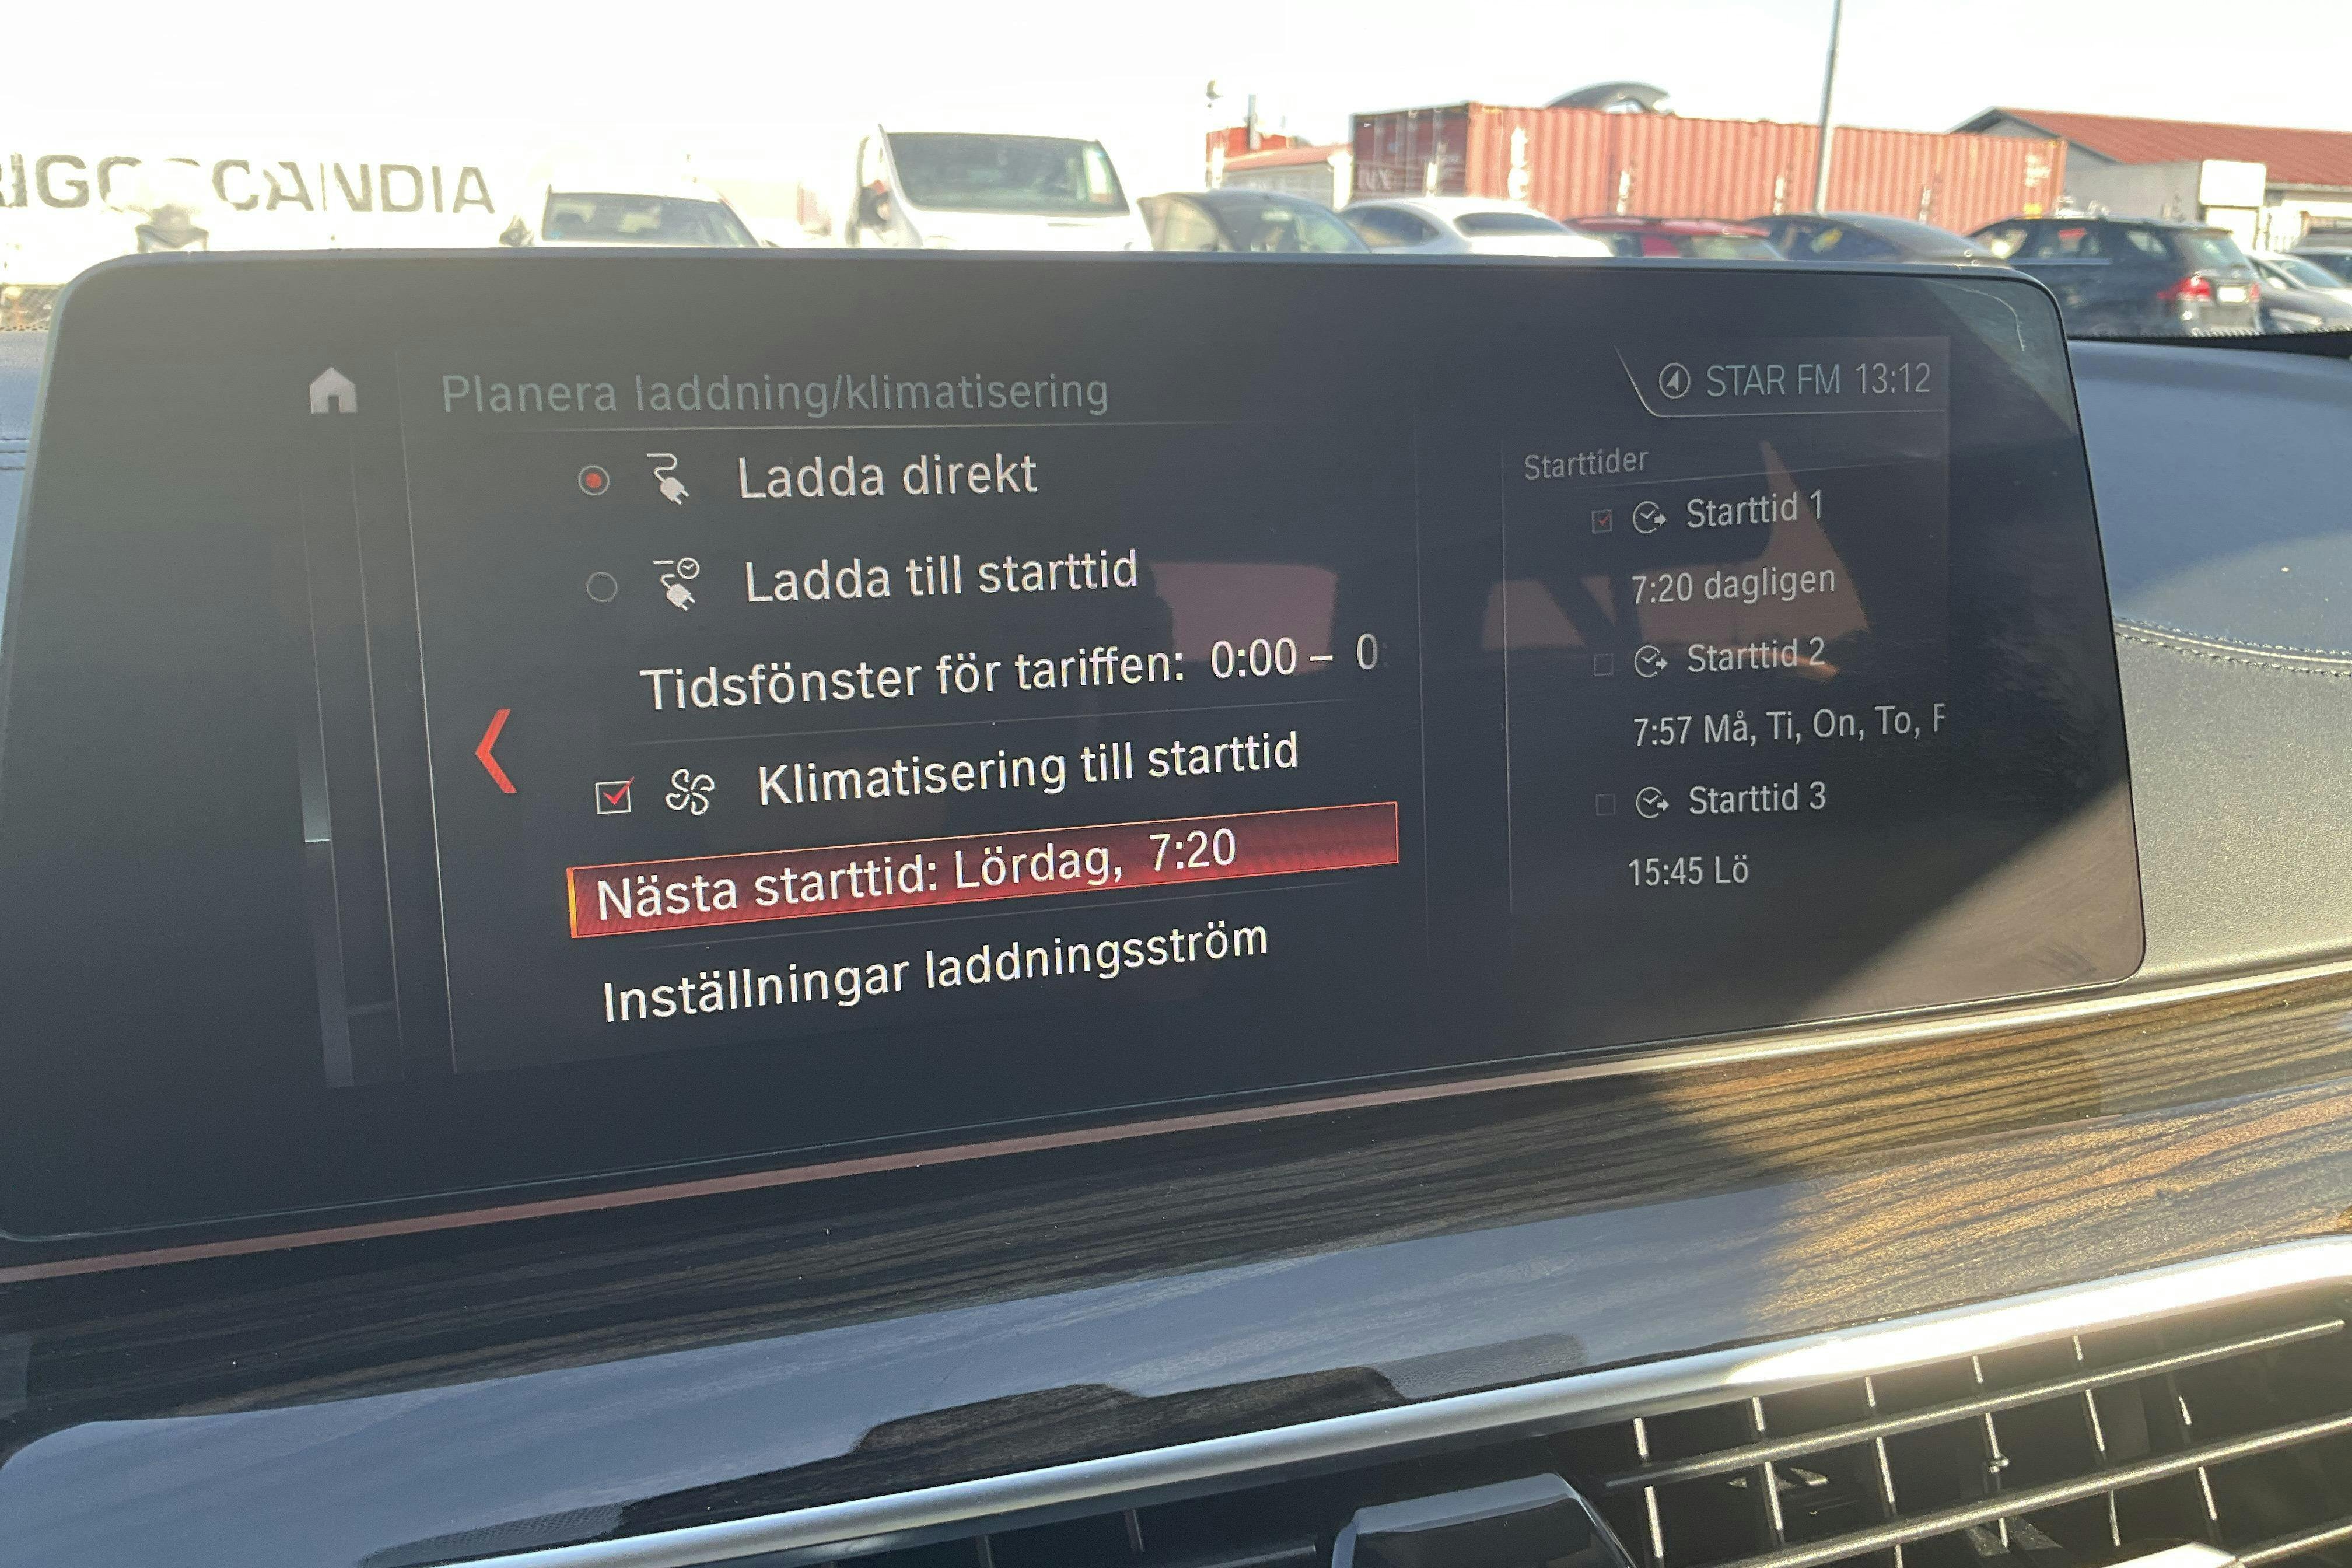 SCANDIA
Planera laddning/klimatisering
STAR FM 13:12
Ladda direkt
Ladda till starttid
Tidsfönster för tariffen: 0:00 – 0
Klimatisering till starttid
Nästa starttid: Lördag, 7:20
Inställningar laddningsström
Starttider
Starttid 1
7:20 dagligen
Starttid 2
7:57 Må, Ti, On, To, F
Starttid 3
15:45 Lö